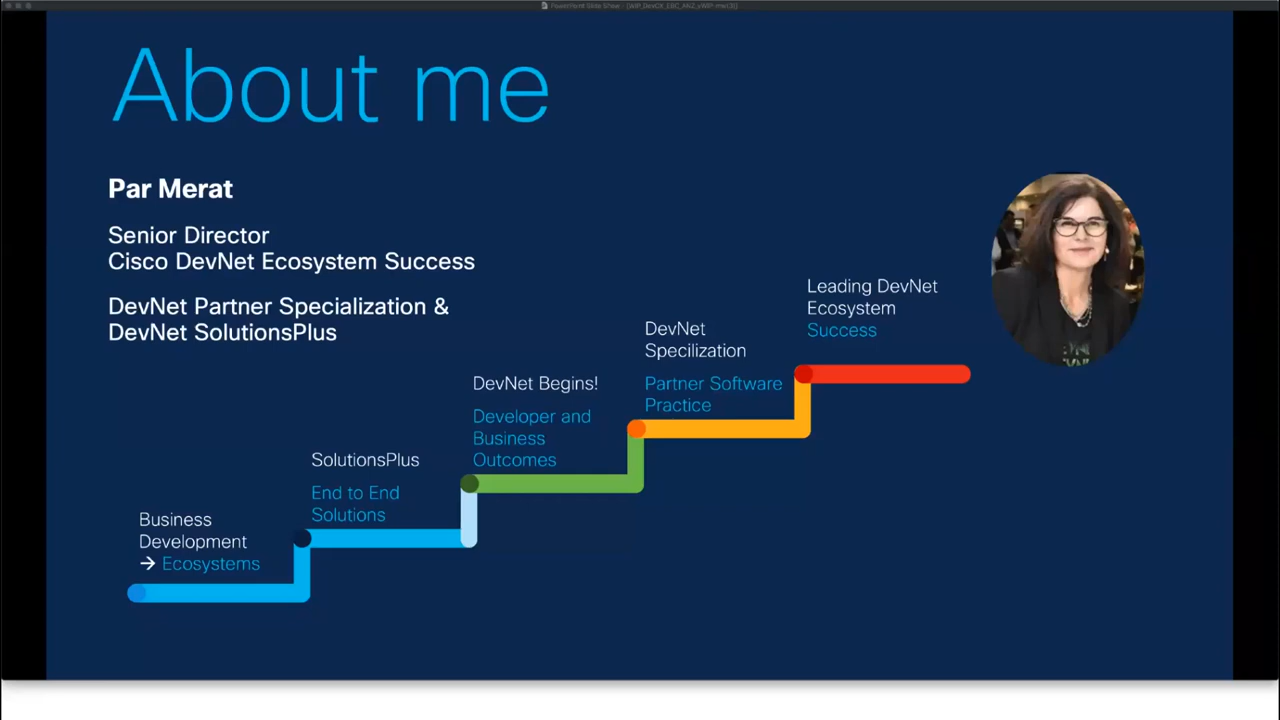 About me
Par Merat
Senior Director
Cisco DevNet Ecosystem Success
DevNet Partner Specialization &
DevNet SolutionsPlus
Business
Development
→ Ecosystems
SolutionsPlus
End to End
Solutions
DevNet Begins!
Developer and
Business
Outcomes
DevNet
Specilization
Partner Software
Practice
Leading DevNet
Ecosystem
Success